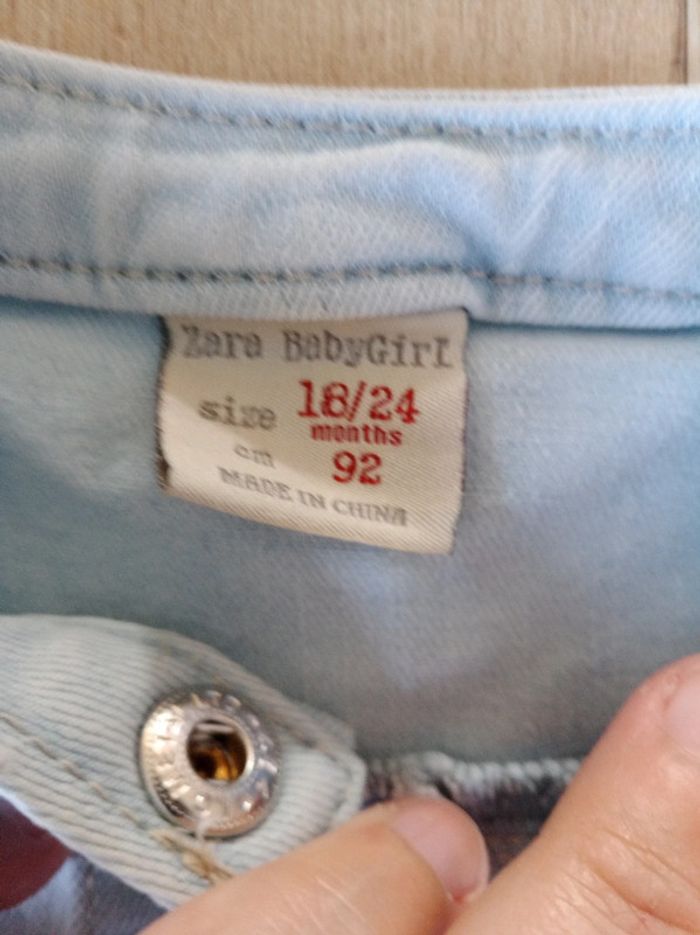 Zara BabyGirl
size 18/24
months
cm 92
MADE IN CHINA